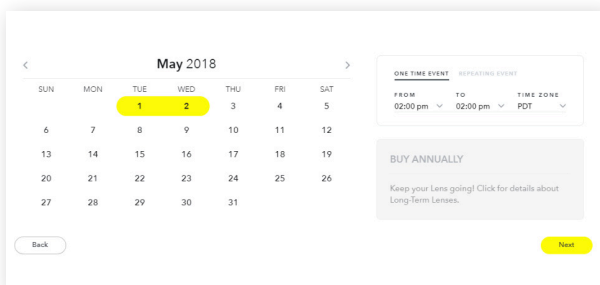 May 2018
SUN MON TUE WED THU FRI SAT
1 2 3 4 5
6 7 8 9 10 11 12
13 14 15 16 17 18 19
20 21 22 23 24 25 26
27 28 29 30 31
ONE TIME EVENT REPEATING EVENT
FROM TO TIME ZONE
02:00 pm 02:00 pm PDT
BUY ANNUALLY
Keep your Lens going! Click for details about
Long-Term Lenses.
Back
Next